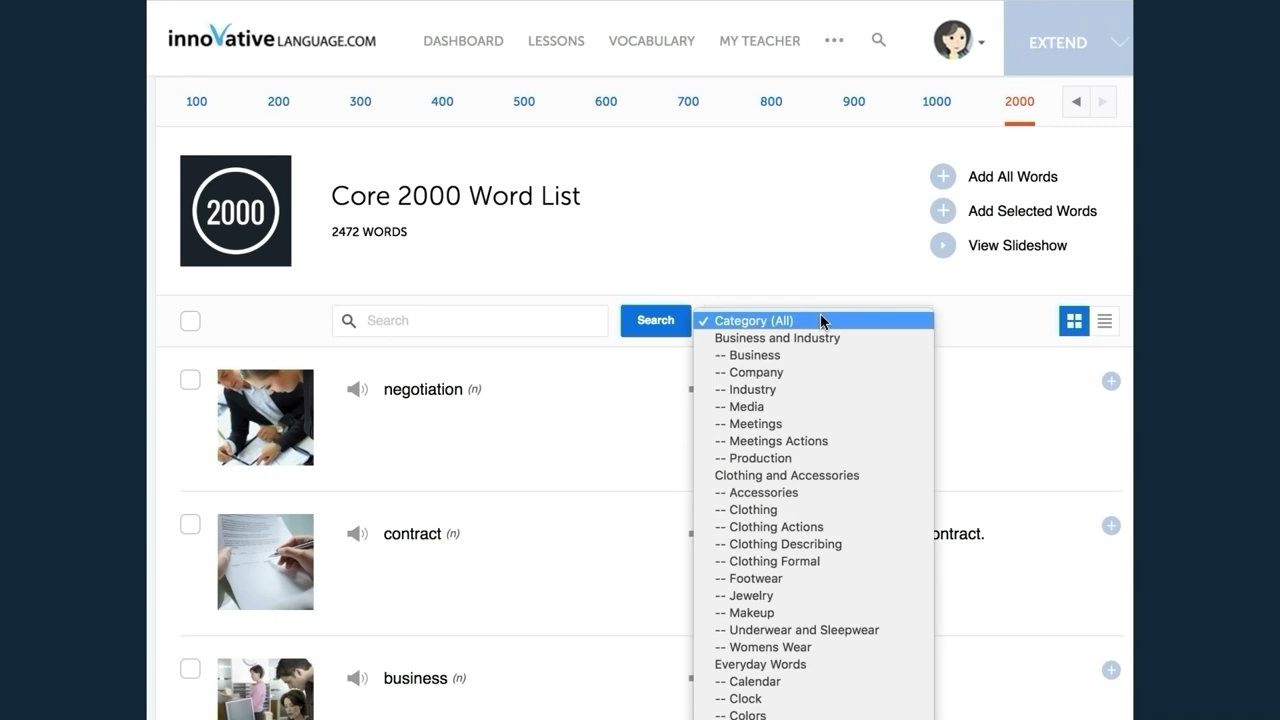 innoVative LANGUAGE.COM
DASHBOARD LESSONS VOCABULARY MY TEACHER ••• EXTEND
100 200 300 400 500 600 700 800 900 1000 2000
2000
Core 2000 Word List
2472 WORDS
Add All Words
Add Selected Words
View Slideshow
Search
Search
✓ Category (All)
Business and Industry
-- Business
-- Company
-- Industry
-- Media
-- Meetings
-- Meetings Actions
-- Production
Clothing and Accessories
-- Accessories
-- Clothing
-- Clothing Actions
-- Clothing Describing
-- Clothing Formal
-- Footwear
-- Jewelry
-- Makeup
-- Underwear and Sleepwear
-- Womens Wear
Everyday Words
-- Calendar
-- Clock
-- Colors
negotiation (n)
contract (n)
ontract.
business (n)